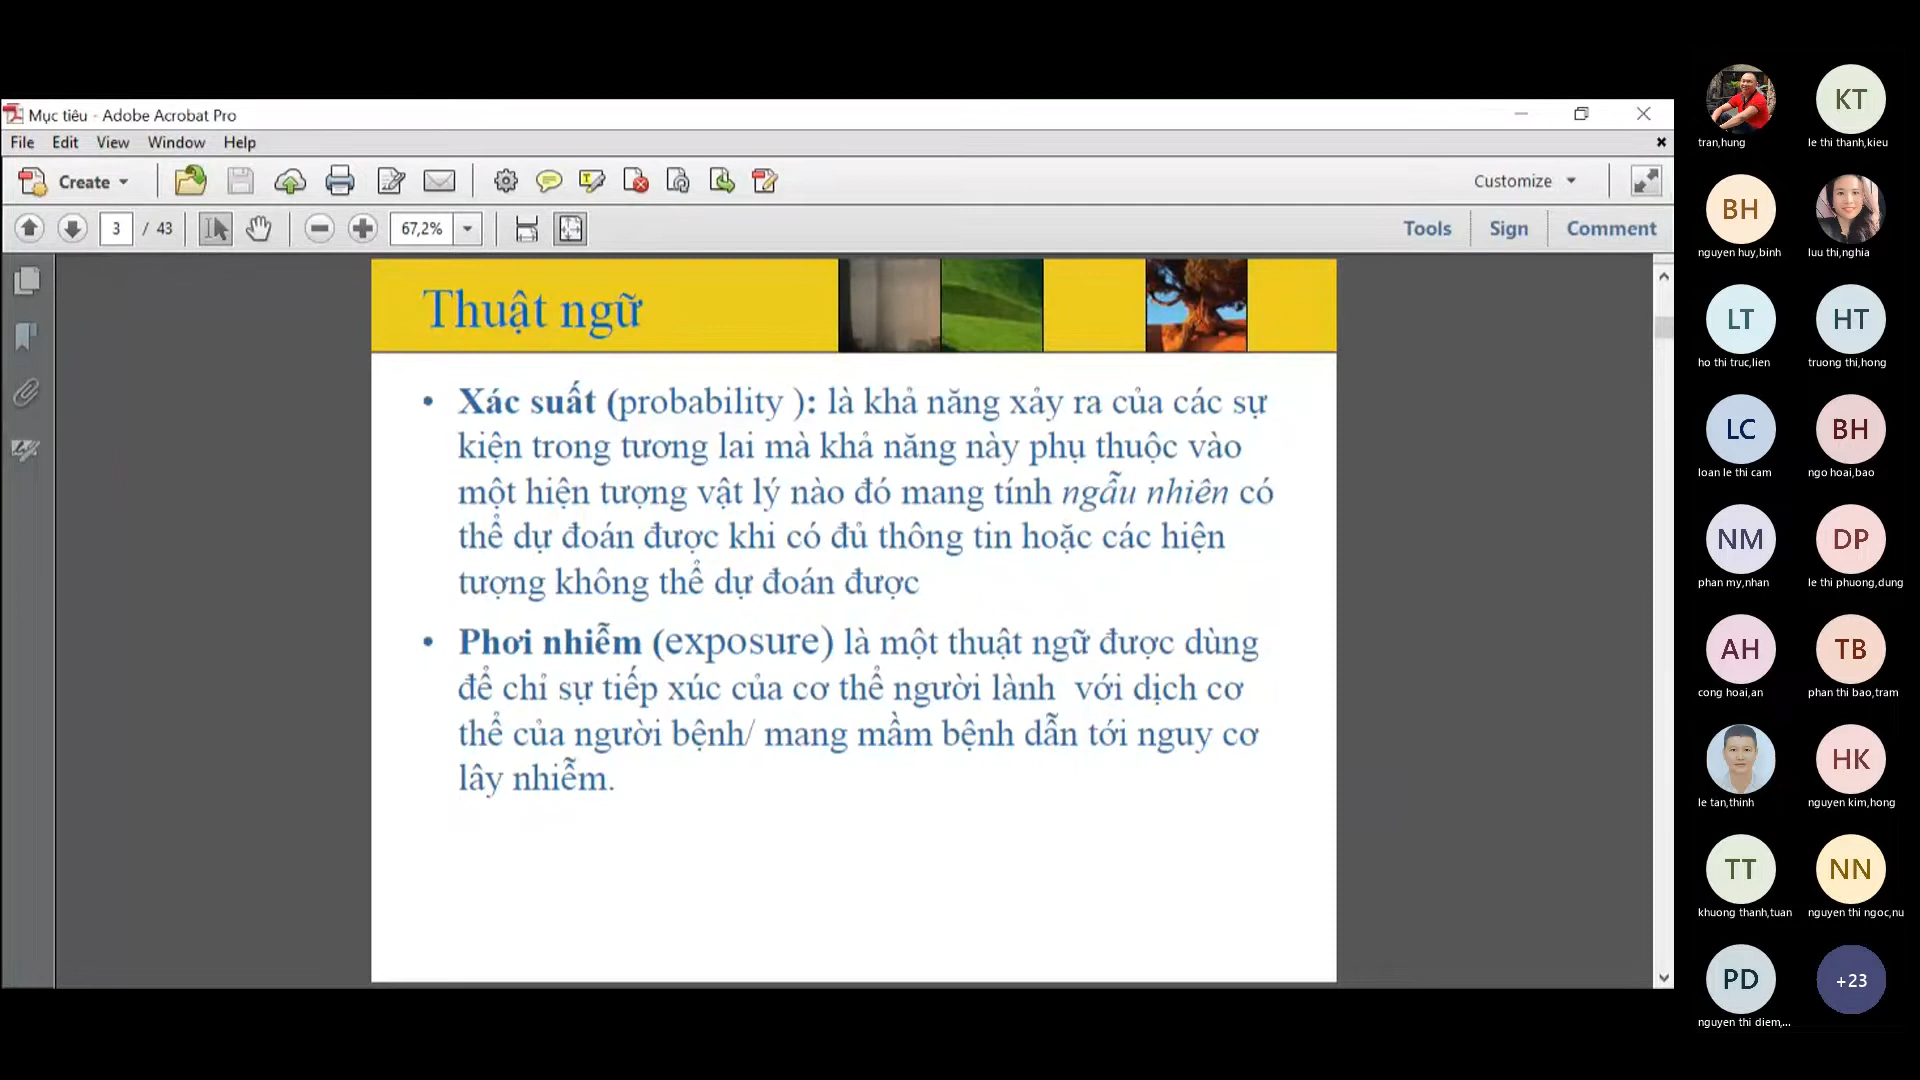 Mục tiêu - Adobe Acrobat Pro
File Edit View Window Help
Create
Customize
3 / 43
67,2%
Tools Sign Comment
Thuật ngữ
• Xác suất (probability ): là khả năng xảy ra của các sự
kiện trong tương lai mà khả năng này phụ thuộc vào
một hiện tượng vật lý nào đó mang tính ngẫu nhiên có
thể dự đoán được khi có đủ thông tin hoặc các hiện
tượng không thể dự đoán được
• Phơi nhiễm (exposure) là một thuật ngữ được dùng
để chỉ sự tiếp xúc của cơ thể người lành với dịch cơ
thể của người bệnh/ mang mầm bệnh dẫn tới nguy cơ
lây nhiễm.
KT
tran,hung
le thi thanh,kieu
BH
nguyen huy,binh
luu thi,nghia
LT
HT
ho thi truc,lien
truong thi,hong
LC
BH
loan le thi cam
ngo hoai,bao
NM
DP
phan my,nhan
le thi phuong,dung
AH
TB
cong hoai,an
phan thi bao,tram
HK
le tan,thinh
nguyen kim,hong
TT
NN
khuong thanh,tuan
nguyen thi ngoc,nu
PD
+23
nguyen thi diem,...